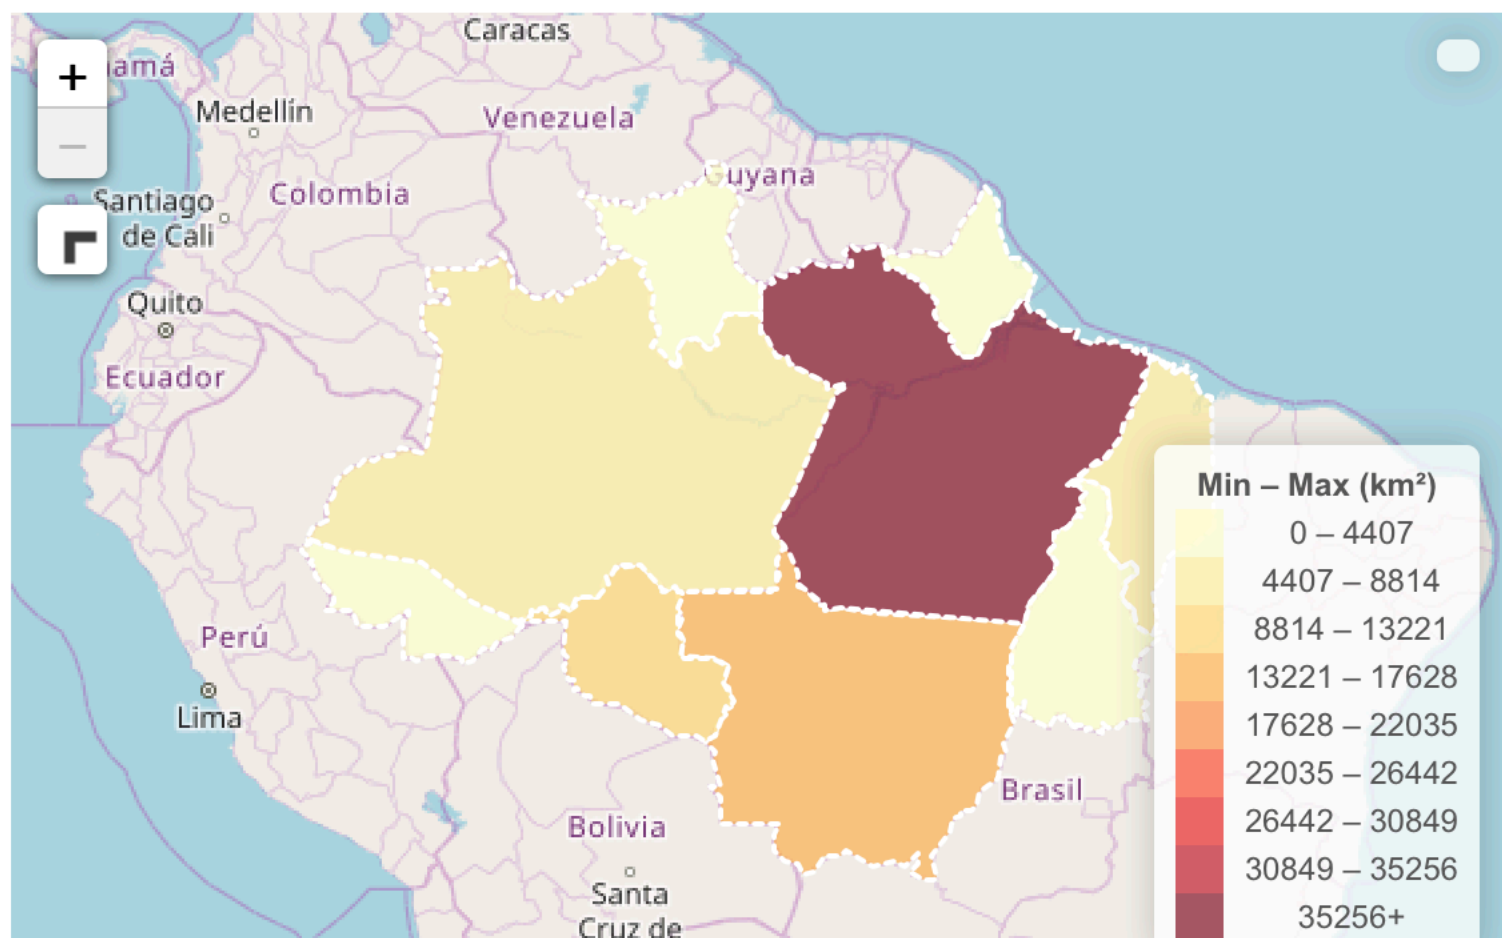 Caracas
+
amá
−
Medellín
Venezuela
Guyana
Colombia
Santiago
de Cali
Quito
Ecuador
Min – Max (km²)
0 – 4407
4407 – 8814
8814 – 13221
13221 – 17628
17628 – 22035
22035 – 26442
26442 – 30849
30849 – 35256
35256+
Perú
Lima
Brasil
Bolivia
Santa
Cruz de